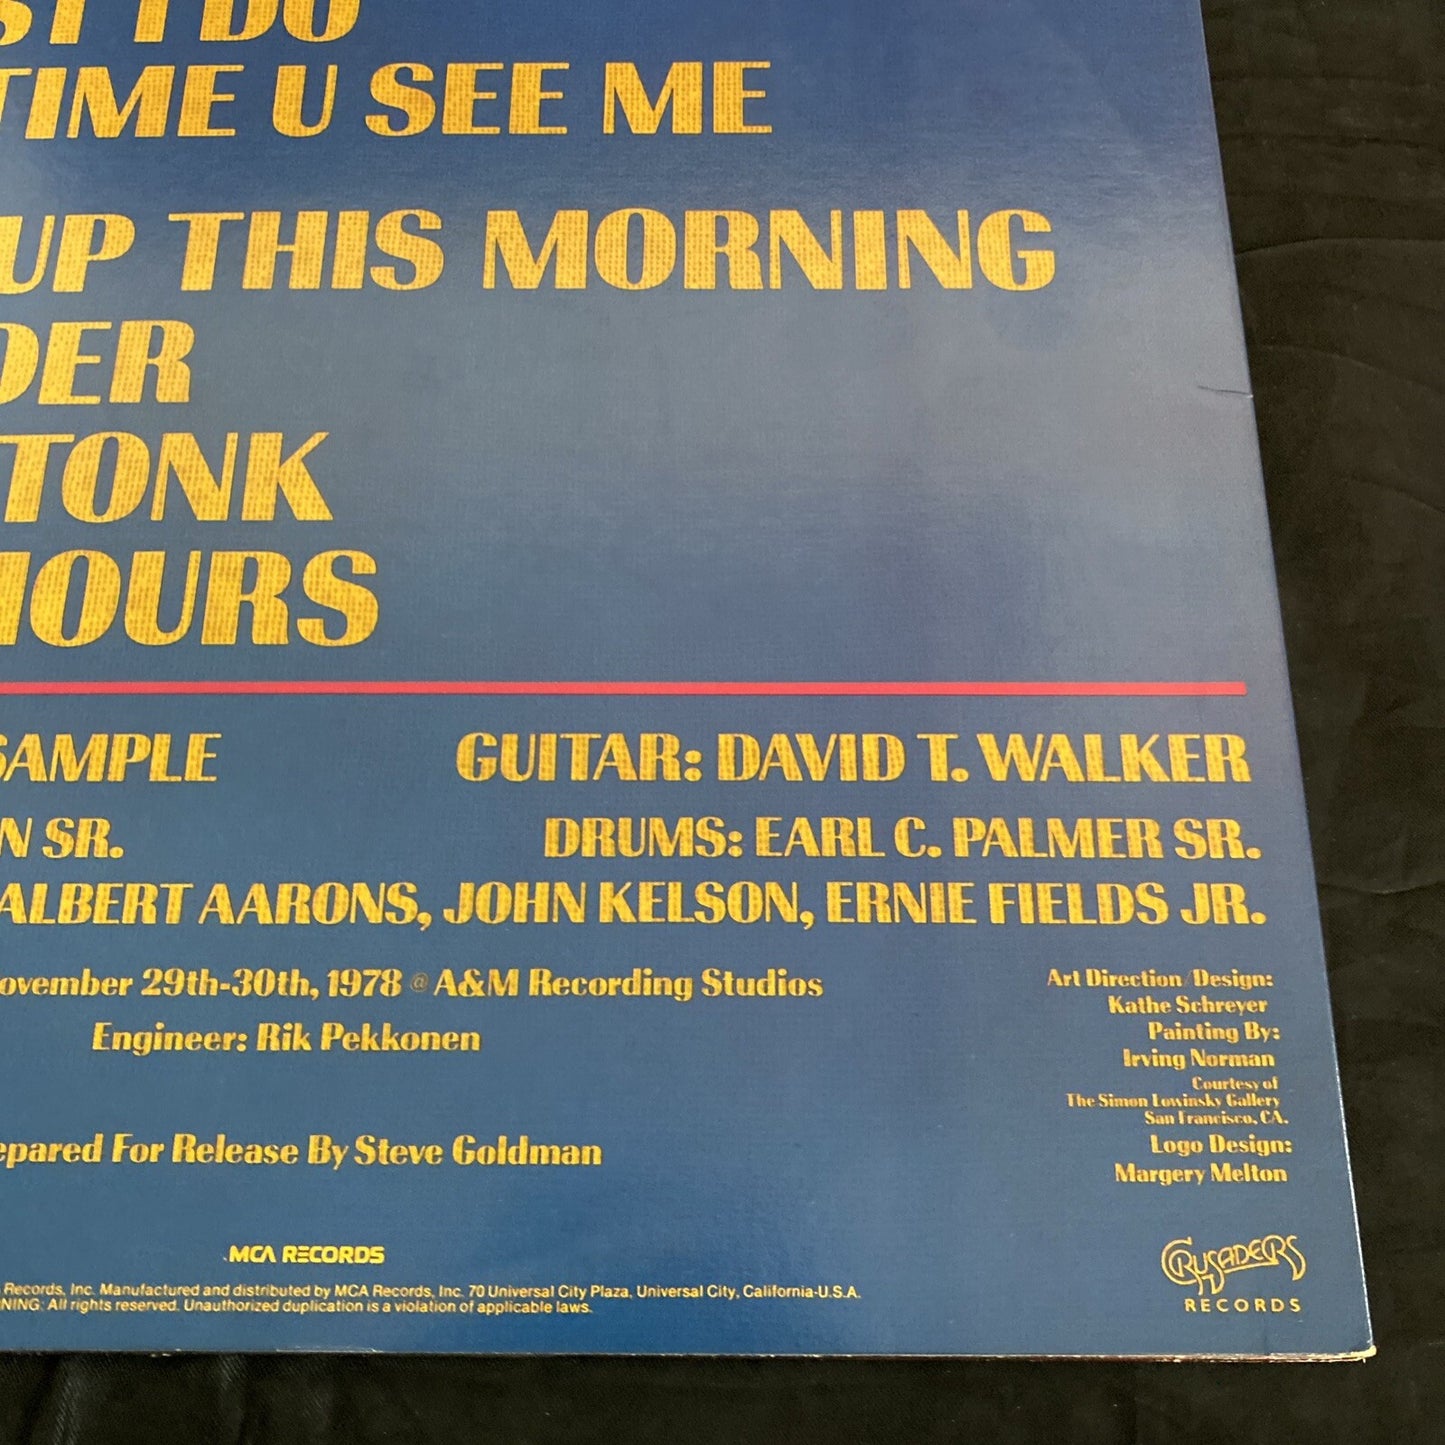 ST I DO
TIME U SEE ME
UP THIS MORNING
DER
TONK
HOURS
SAMPLE GUITAR: DAVID T. WALKER
N SR. DRUMS: EARL C. PALMER SR.
ALBERT AARONS, JOHN KELSON, ERNIE FIELDS JR.
ovember 29th-30th, 1978 @ A&M Recording Studios
Engineer: Rik Pekkonen
epared For Release By Steve Goldman
Art Direction/Design:
Kathe Schreyer
Painting By:
Irving Norman
Courtesy of
The Simon Lowinsky Gallery
San Francisco, CA.
Logo Design:
Margery Melton
MCA RECORDS
CRUSADERS
RECORDS
Records, Inc. Manufactured and distributed by MCA Records, Inc. 70 Universal City Plaza, Universal City, California-U.S.A.
RNING: All rights reserved. Unauthorized duplication is a violation of applicable laws.